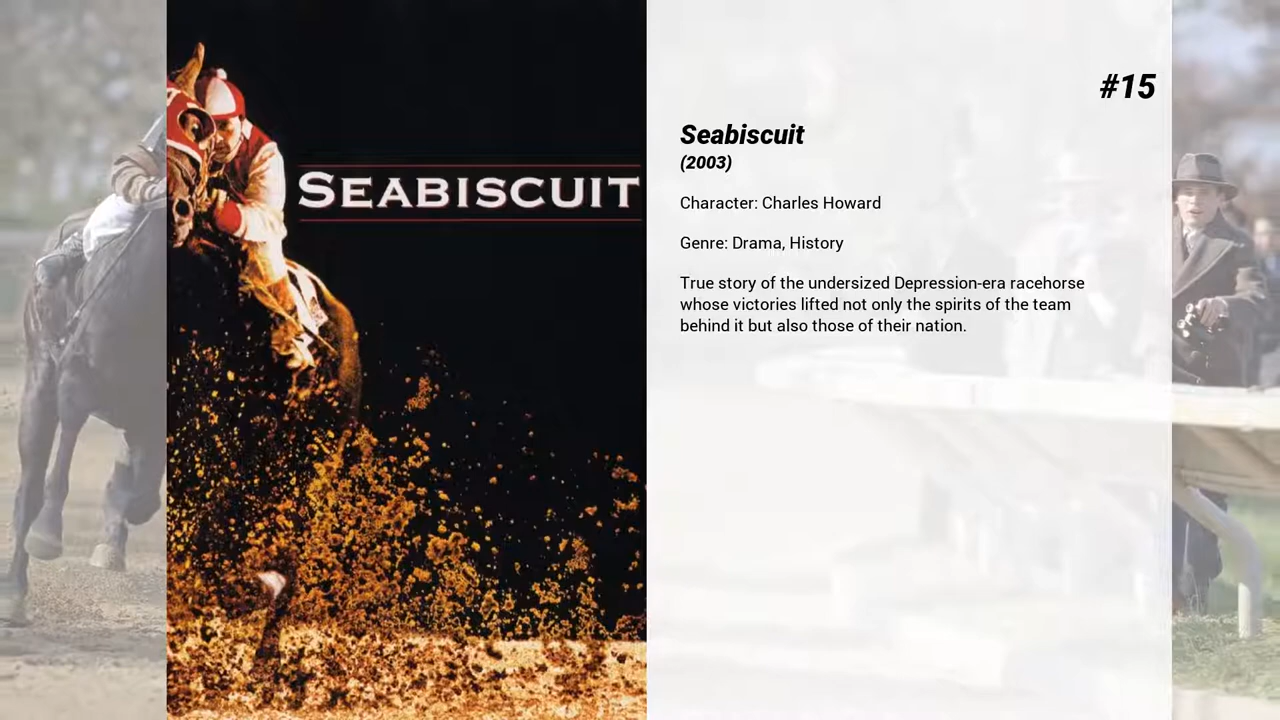 SEABISCUIT
#15
Seabiscuit
(2003)
Character: Charles Howard
Genre: Drama, History
True story of the undersized Depression-era racehorse
whose victories lifted not only the spirits of the team
behind it but also those of their nation.